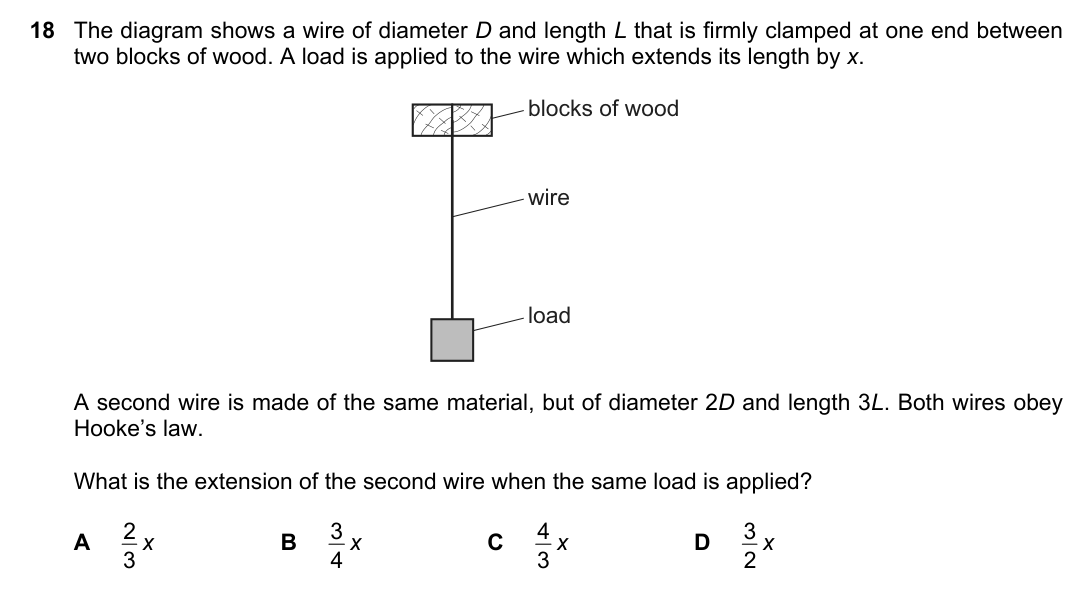 18 The diagram shows a wire of diameter D and length L that is firmly clamped at one end between
two blocks of wood. A load is applied to the wire which extends its length by x.
blocks of wood
wire
load
A second wire is made of the same material, but of diameter 2D and length 3L. Both wires obey
Hooke’s law.
What is the extension of the second wire when the same load is applied?
A 2/3 x B 3/4 x C 4/3 x D 3/2 x